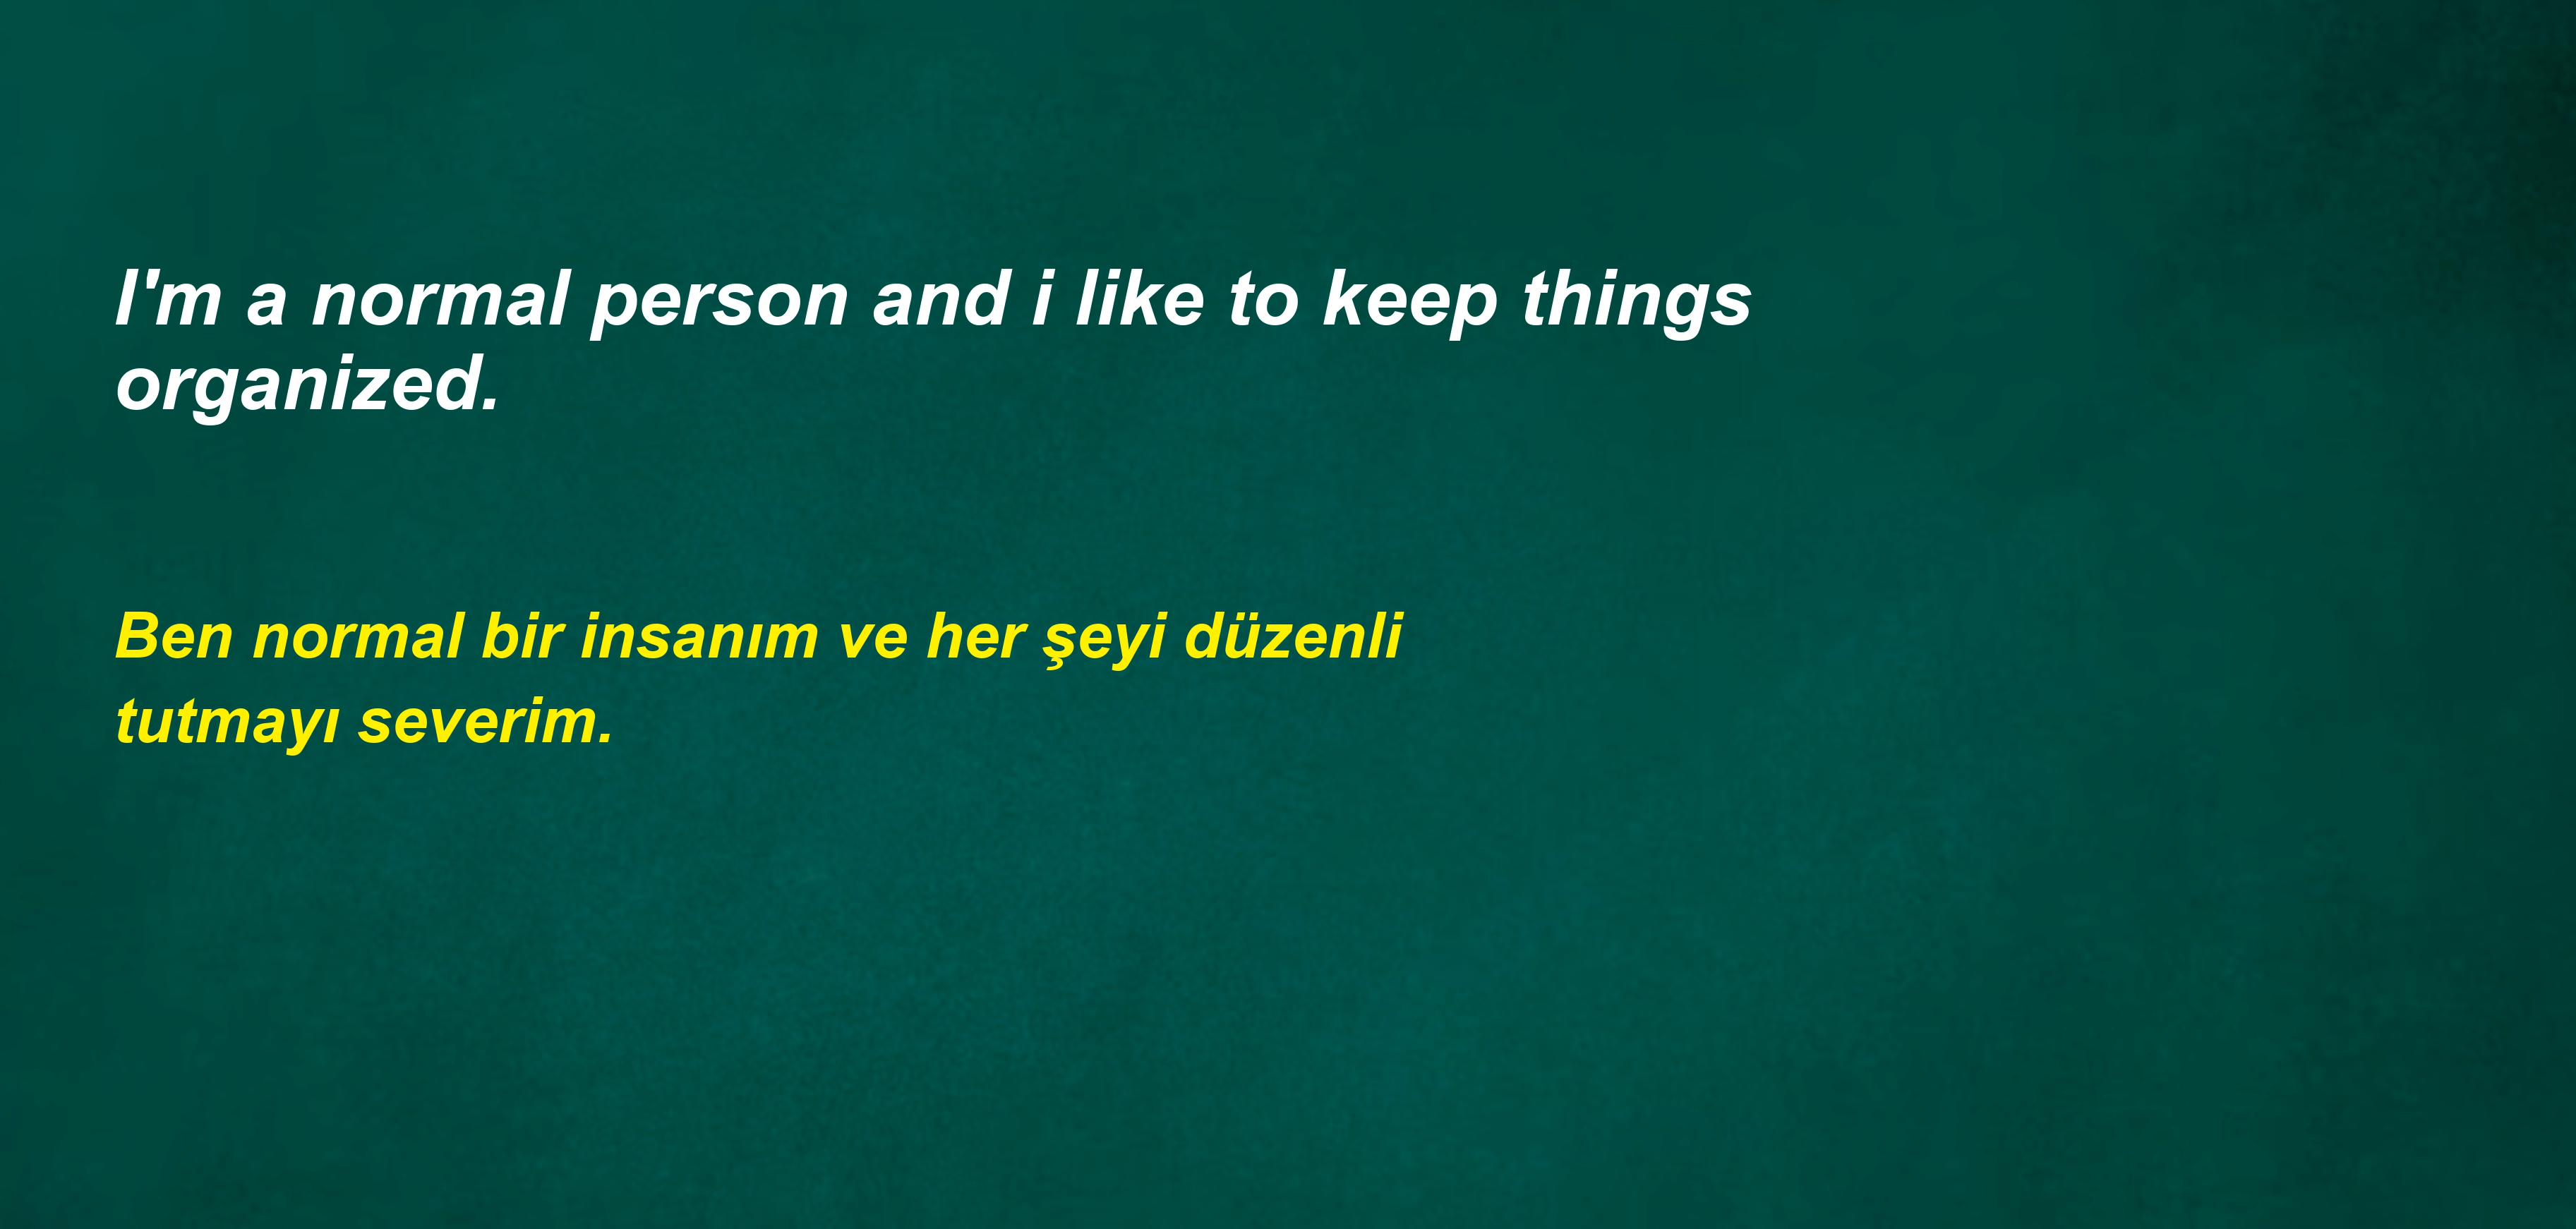 I'm a normal person and i like to keep things
organized.
Ben normal bir insanım ve her şeyi düzenli
tutmayı severim.